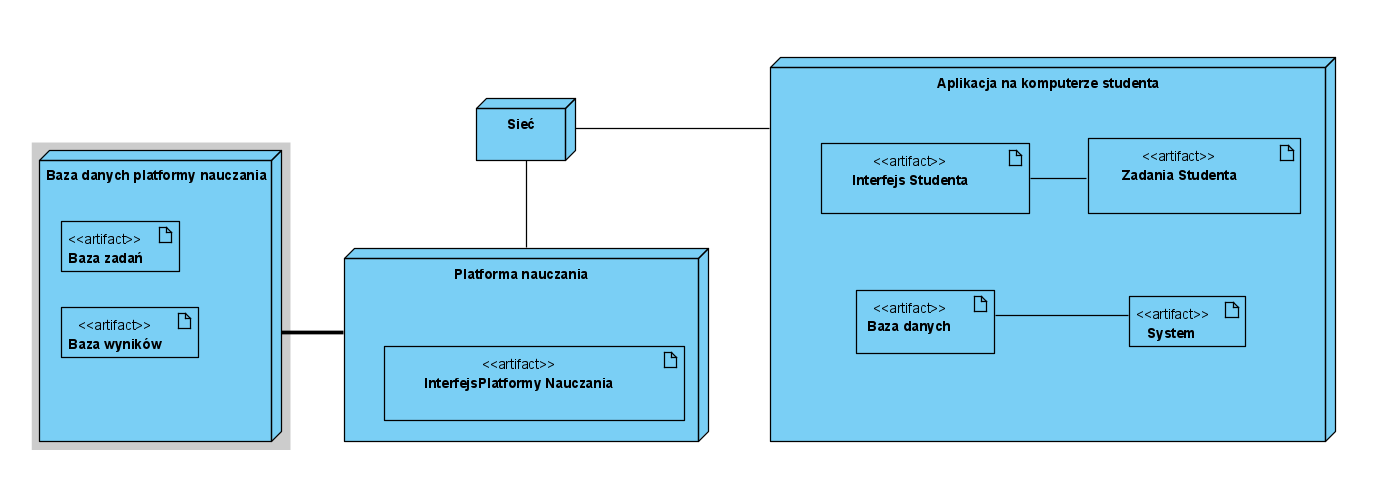 Baza danych platformy nauczania
<<artifact>>
Baza zadań
<<artifact>>
Baza wyników
Sieć
Platforma nauczania
<<artifact>>
InterfejsPlatformy Nauczania
Aplikacja na komputerze studenta
<<artifact>>
Interfejs Studenta
<<artifact>>
Zadania Studenta
<<artifact>>
Baza danych
<<artifact>>
System